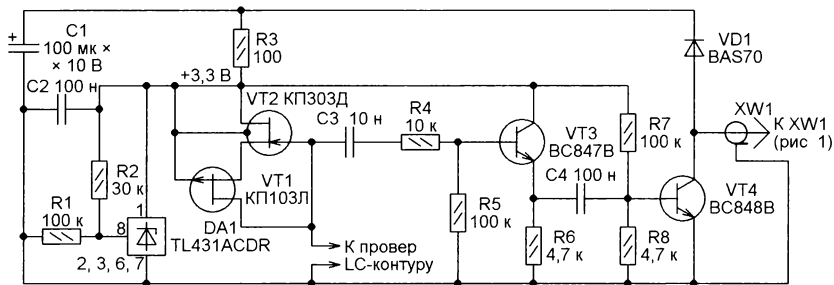 C1
100 мк ×
× 10 В
+
C2 100 н
R3
100
+3,3 В
VT2 КП303Д
C3 10 н
R4
10 к
VT3
BC847B
R7
100 к
VD1
BAS70
XW1
К XW1
(рис 1)
R2
30 к
VT1
КП103Л
C4 100 н
R1
100 к
1
8
DA1
TL431ACDR
2, 3, 6, 7
R5
100 к
VT4
BC848B
R6
4,7 к
R8
4,7 к
К провер
LC-контуру